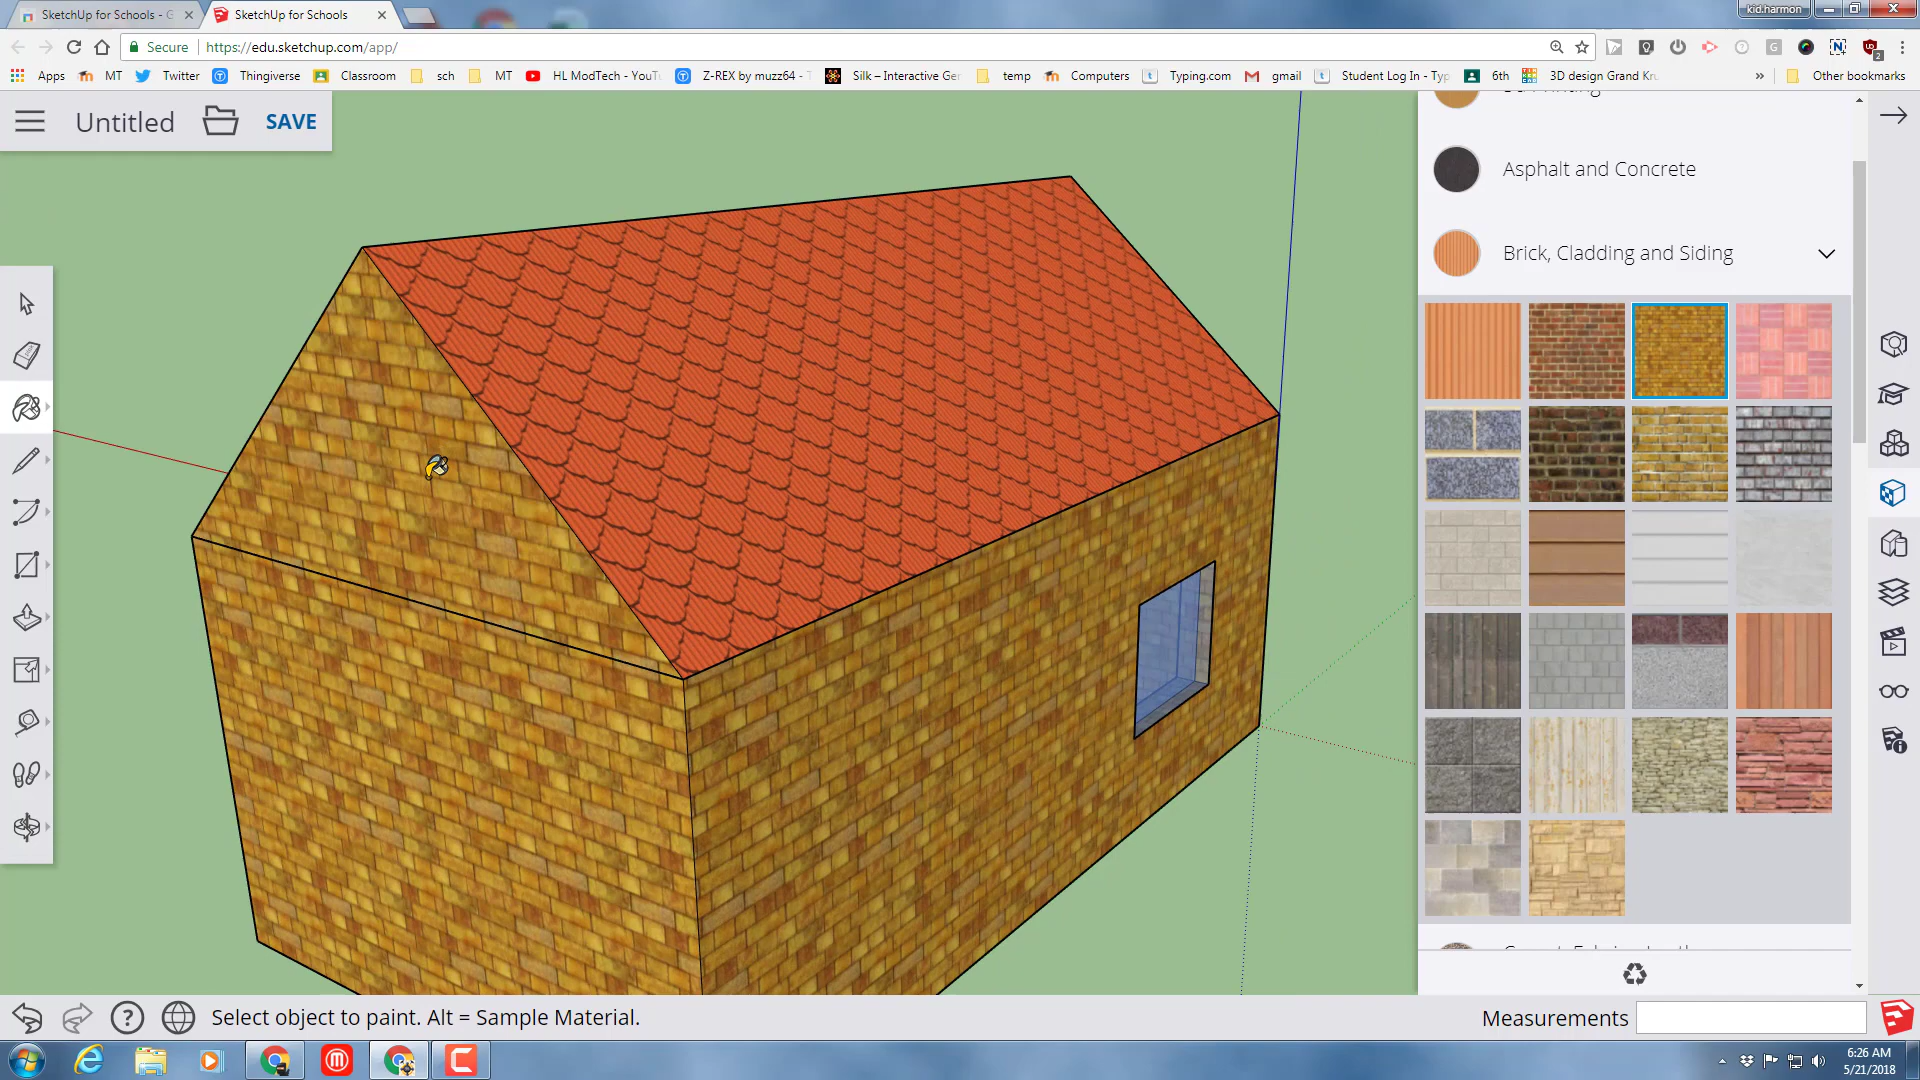 SketchUp for Schools - G
SketchUp for Schools
kid.harmon
Secure
https://edu.sketchup.com/app/
Apps
MT
Twitter
Thingiverse
Classroom
sch
MT
HL ModTech - YouTu
Z-REX by muzz64 - T
Silk – Interactive Ger
temp
Computers
Typing.com
gmail
Student Log In - Typ
6th
3D design Grand Kru
Other bookmarks
Untitled
SAVE
Asphalt and Concrete
Brick, Cladding and Siding
Select object to paint. Alt = Sample Material.
Measurements
6:26 AM
5/21/2018